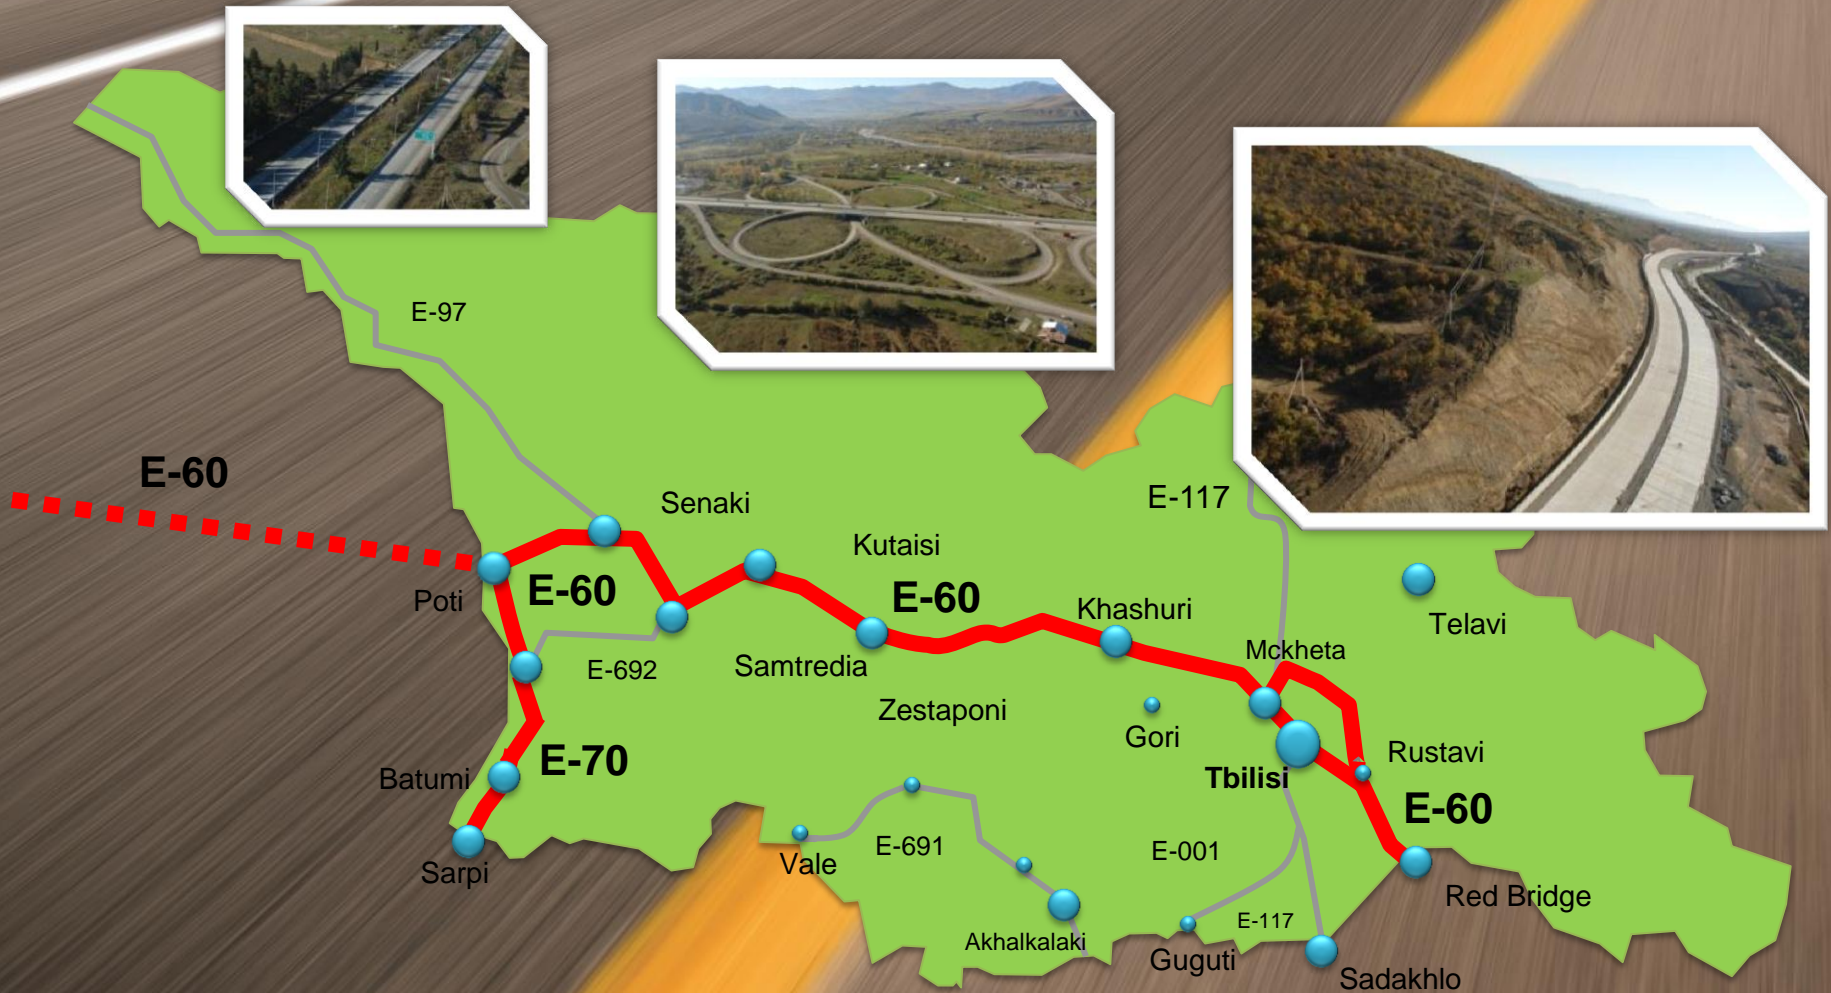 E-97
E-60
Senaki
E-117
Kutaisi
Poti
E-60
E-60
Khashuri
Telavi
Mckheta
E-692
Samtredia
Zestaponi
Gori
Rustavi
Batumi
E-70
Tbilisi
E-60
Sarpi
Vale
E-691
E-001
Red Bridge
E-117
Akhalkalaki
Guguti
Sadakhlo